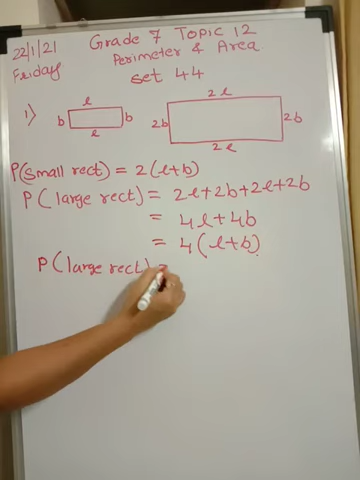 22/1/21 Grade 7 Topic 12
Friday Perimeter & Area
set 44
1) l 2l
b b 2b 2b
l 2l
P(small rect) = 2(l+b)
P(large rect) = 2l+2b+2l+2b
= 4l+4b
= 4(l+b)
P(large rect) =